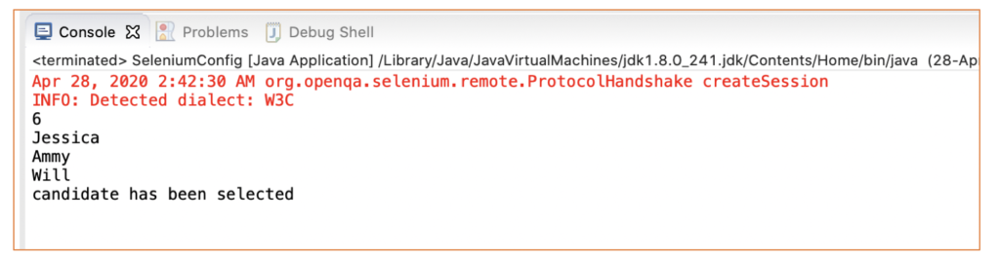 Console Problems Debug Shell
<terminated> SeleniumConfig [Java Application] /Library/Java/JavaVirtualMachines/jdk1.8.0_241.jdk/Contents/Home/bin/java (28-Ap
Apr 28, 2020 2:42:30 AM org.openqa.selenium.remote.ProtocolHandshake createSession
INFO: Detected dialect: W3C
6
Jessica
Ammy
Will
candidate has been selected